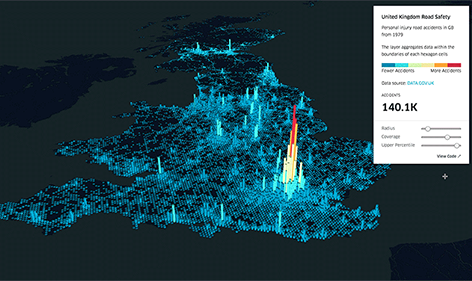 United Kingdom Road Safety
Personal injury road accidents in GB
from 1979
The layer aggregates data within the
boundaries of each hexagon cells
Fewer Accidents More Accidents
Data source: DATA.GOV.UK
ACCIDENTS
140.1K
Radius
Coverage
Upper Percentile
View Code ↗